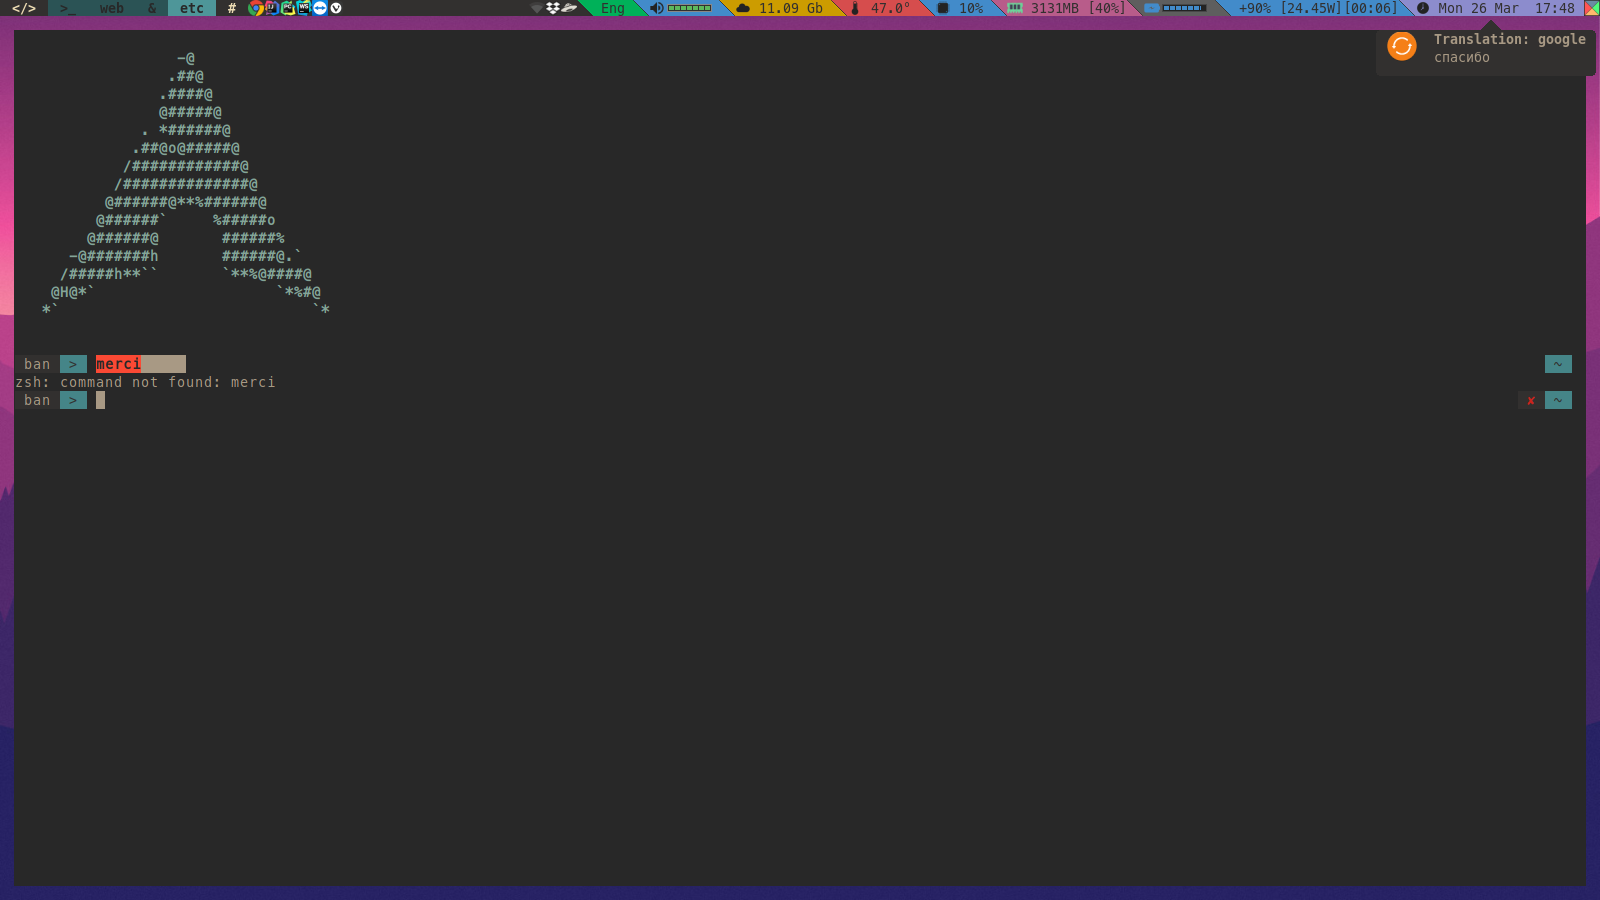 </> >_ web & etc # Eng 11.09 Gb 47.0° 10% 3131MB [40%] +90% [24.45W][00:06] Mon 26 Mar 17:48
Translation: google
спасибо
-@
.##@
.####@
@#####@
. *######@
.##@o@#####@
/############@
/##############@
@######@**%######@
@######` %#####o
@######@ ######%
-@#######h ######@.`
/#####h**`` `**%@####@
@H@*` `*%#@
*` `*
ban > merci ~
zsh: command not found: merci
ban > ✘ ~